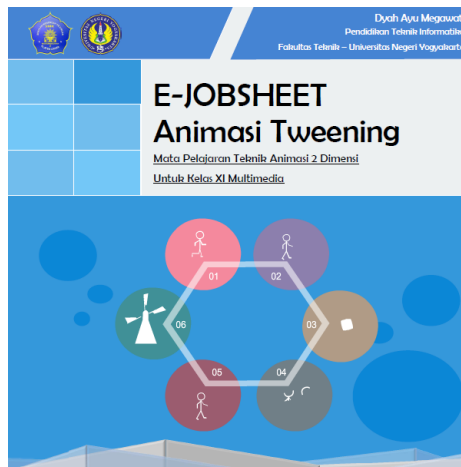 Dyah Ayu Megawat
Pendidikan Teknik Informatik
Fakultas Teknik – Universitas Negeri Yogyakart
E-JOBSHEET
Animasi Tweening
Mata Pelajaran Teknik Animasi 2 Dimensi
Untuk Kelas XI Multimedia
01
02
06
03
05
04